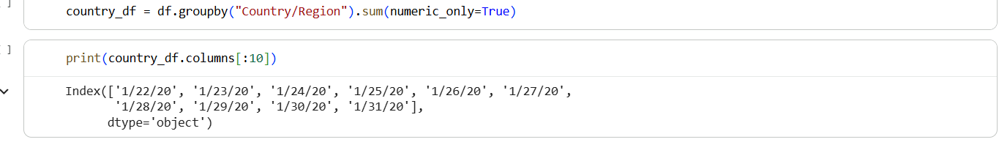 ]
country_df = df.groupby("Country/Region").sum(numeric_only=True)
[ ]
print(country_df.columns[:10])
Index(['1/22/20', '1/23/20', '1/24/20', '1/25/20', '1/26/20', '1/27/20',
'1/28/20', '1/29/20', '1/30/20', '1/31/20'],
dtype='object')